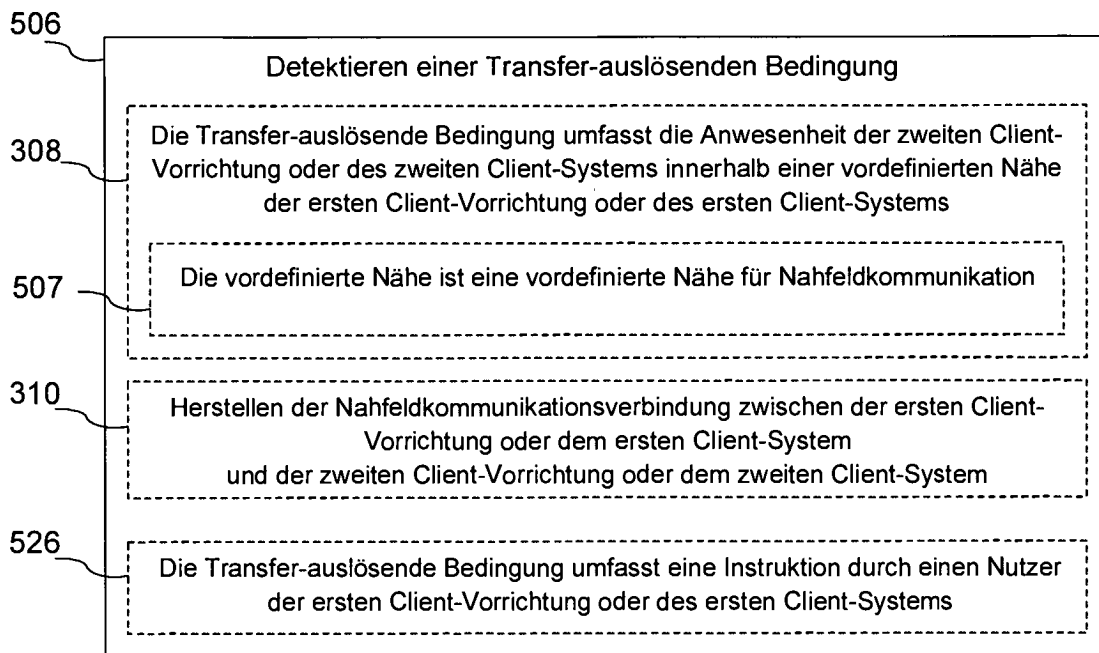 506
Detektieren einer Transfer-auslösenden Bedingung
308
Die Transfer-auslösende Bedingung umfasst die Anwesenheit der zweiten Client-
Vorrichtung oder des zweiten Client-Systems innerhalb einer vordefinierten Nähe
der ersten Client-Vorrichtung oder des ersten Client-Systems
507
Die vordefinierte Nähe ist eine vordefinierte Nähe für Nahfeldkommunikation
310
Herstellen der Nahfeldkommunikationsverbindung zwischen der ersten Client-
Vorrichtung oder dem ersten Client-System
und der zweiten Client-Vorrichtung oder dem zweiten Client-System
526
Die Transfer-auslösende Bedingung umfasst eine Instruktion durch einen Nutzer
der ersten Client-Vorrichtung oder des ersten Client-Systems